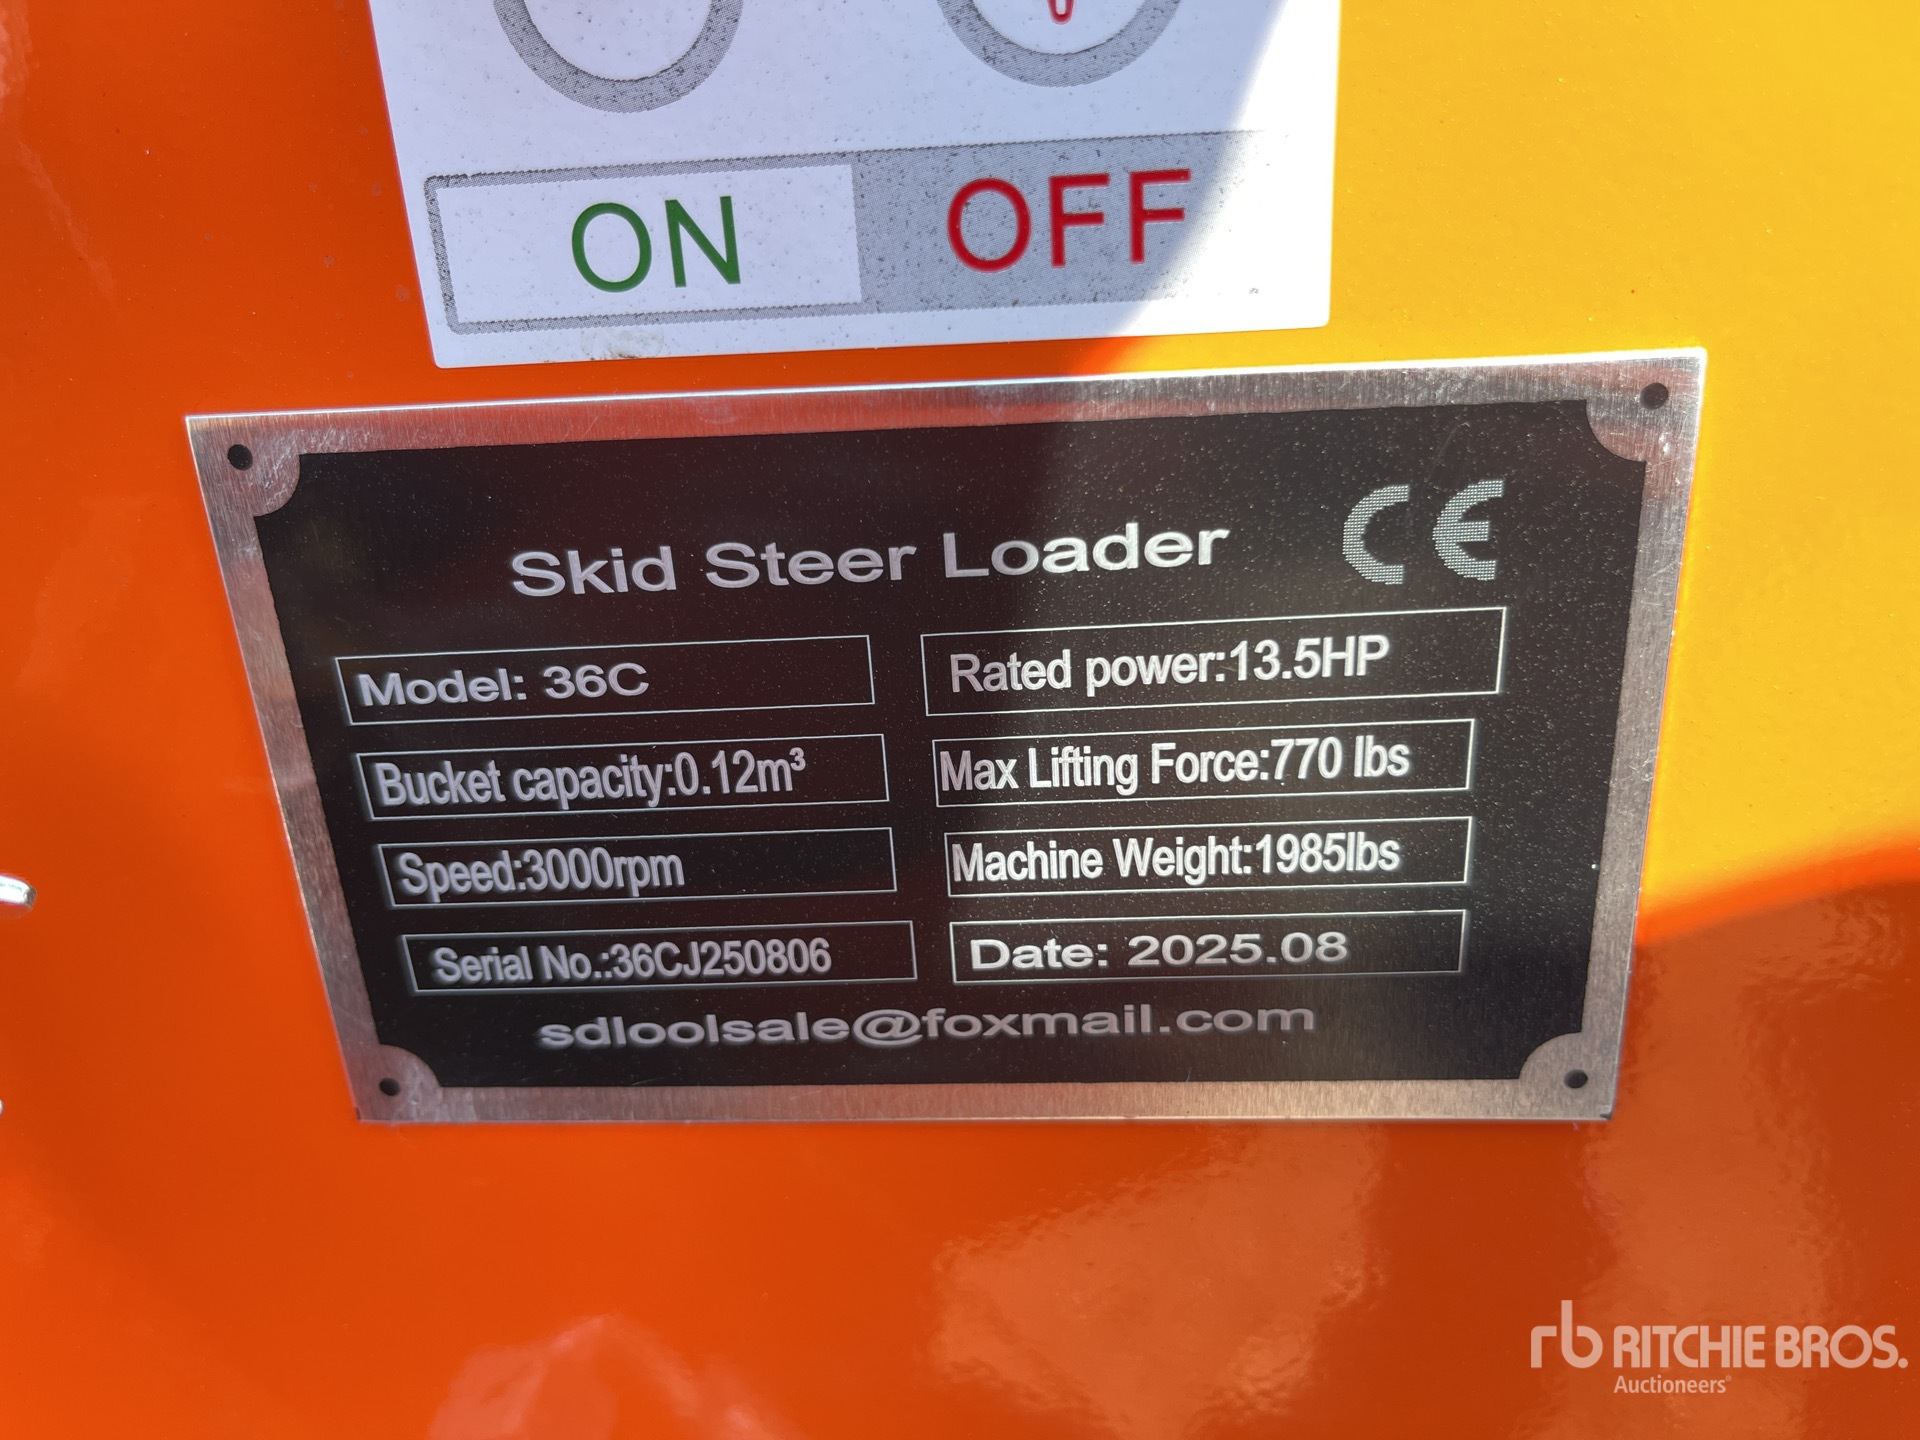 ON OFF
Skid Steer Loader CE
Model: 36C
Rated power:13.5HP
Bucket capacity:0.12m³
Max Lifting Force:770 lbs
Speed:3000rpm
Machine Weight:1985lbs
Serial No.:36CJ250806
Date: 2025.08
sdloolsale@foxmail.com
rb RITCHIE BROS.
Auctioneers